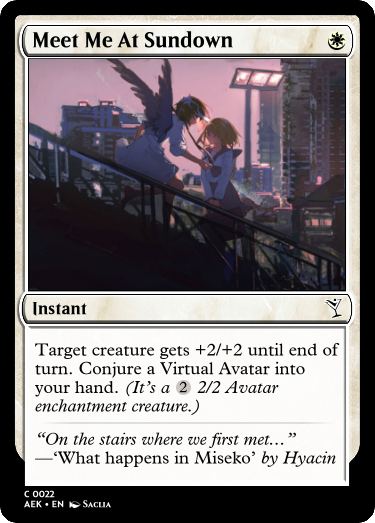 Meet Me At Sundown
Instant
Target creature gets +2/+2 until end of
turn. Conjure a Virtual Avatar into
your hand. (It's a 2 2/2 Avatar
enchantment creature.)
“On the stairs where we first met…”
—‘What happens in Miseko’ by Hyacin
C 0022
AEK • EN Saclia